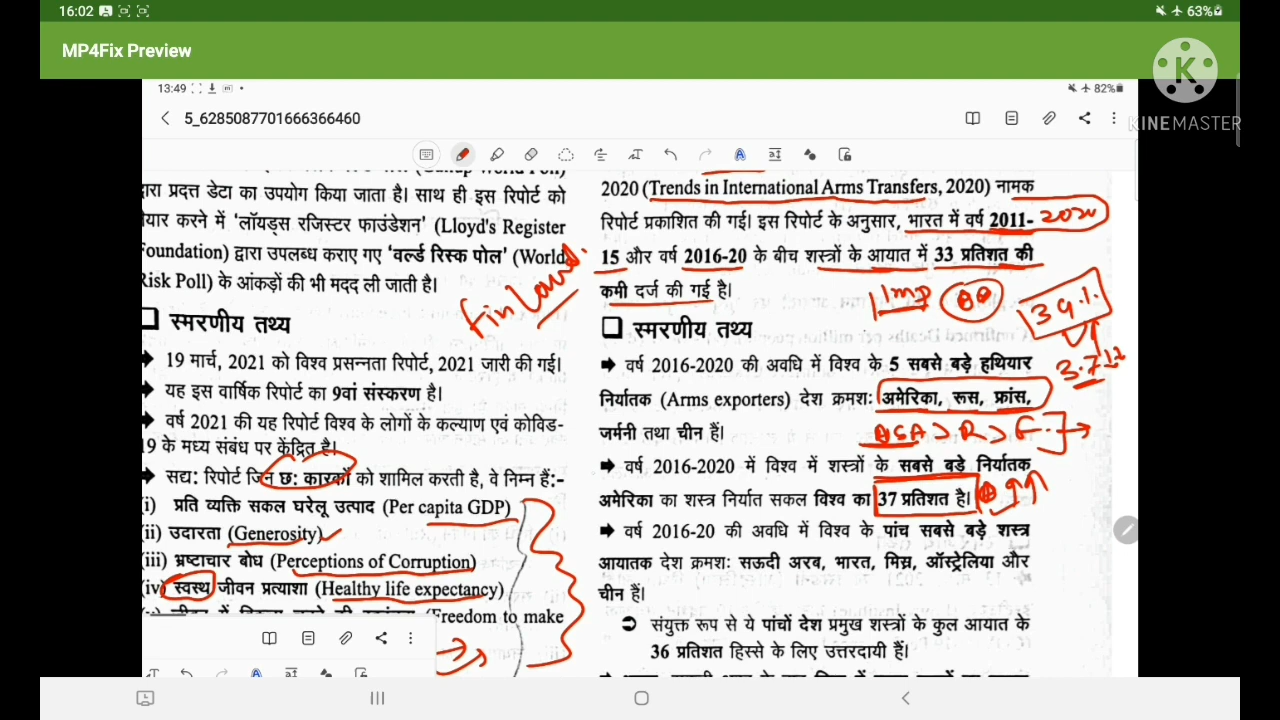 16:02
63%
MP4Fix Preview
KINEMASTER
13:49
82%
5_6285087701666366460
द्वारा प्रदत्त डेटा का उपयोग किया जाता है। साथ ही इस रिपोर्ट को
तैयार करने में ‘लॉयड्स रजिस्टर फाउंडेशन’ (Lloyd's Register
Foundation) द्वारा उपलब्ध कराए गए ‘वर्ल्ड रिस्क पोल’ (World
Risk Poll) के आंकड़ों की भी मदद ली जाती है।
Finland
स्मरणीय तथ्य
19 मार्च, 2021 को विश्व प्रसन्नता रिपोर्ट, 2021 जारी की गई।
यह इस वार्षिक रिपोर्ट का 9वां संस्करण है।
वर्ष 2021 की यह रिपोर्ट विश्व के लोगों के कल्याण एवं कोविड-
19 के मध्य संबंध पर केंद्रित है।
सद्य: रिपोर्ट जिन छ: कारकों को शामिल करती है, वे निम्न हैं:-
(i) प्रति व्यक्ति सकल घरेलू उत्पाद (Per capita GDP)
(ii) उदारता (Generosity)
(iii) भ्रष्टाचार बोध (Perceptions of Corruption)
(iv) स्वस्थ जीवन प्रत्याशा (Healthy life expectancy)
(Freedom to make
2020 (Trends in International Arms Transfers, 2020) नामक
रिपोर्ट प्रकाशित की गई। इस रिपोर्ट के अनुसार, भारत में वर्ष 2011-
2020
15 और वर्ष 2016-20 के बीच शस्त्रों के आयात में 33 प्रतिशत की
कमी दर्ज की गई है।
Imp
39%
स्मरणीय तथ्य
वर्ष 2016-2020 की अवधि में विश्व के 5 सबसे बड़े हथियार
निर्यातक (Arms exporters) देश क्रमश: अमेरिका, रूस, फ्रांस,
जर्मनी तथा चीन हैं।
USA > R > F
वर्ष 2016-2020 में विश्व में शस्त्रों के सबसे बड़े निर्यातक
अमेरिका का शस्त्र निर्यात सकल विश्व का 37 प्रतिशत है।
वर्ष 2016-20 की अवधि में विश्व के पांच सबसे बड़े शस्त्र
आयातक देश क्रमश: सऊदी अरब, भारत, मिस्र, ऑस्ट्रेलिया और
चीन हैं।
संयुक्त रूप से ये पांचों देश प्रमुख शस्त्रों के कुल आयात के
36 प्रतिशत हिस्से के लिए उत्तरदायी हैं।